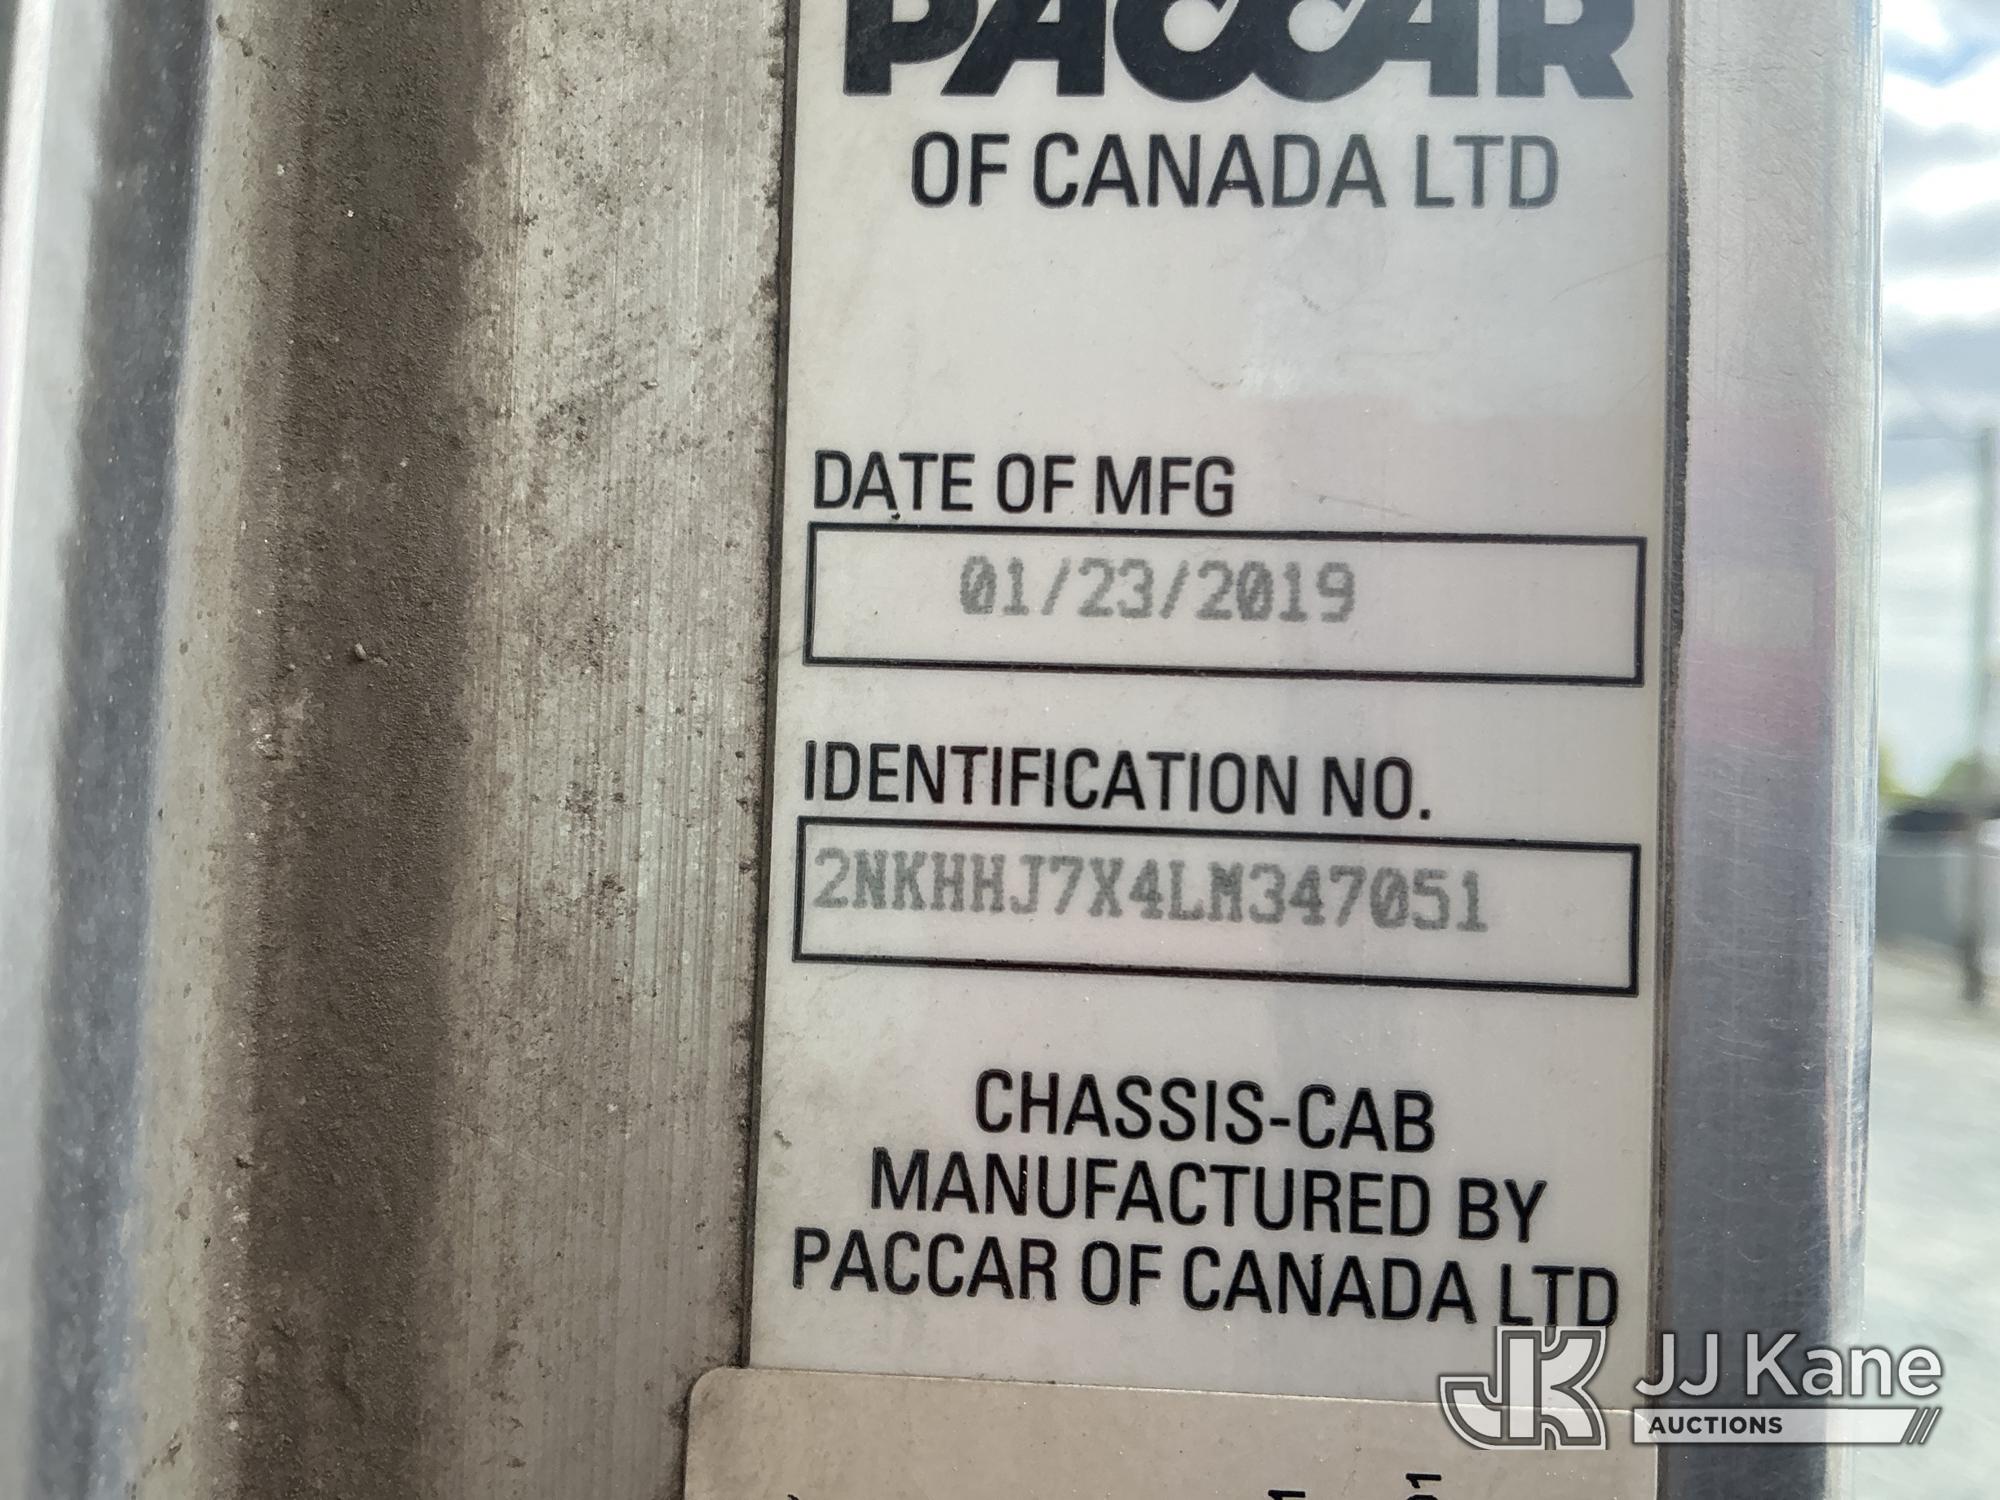 PACCAR
OF CANADA LTD
DATE OF MFG
01/23/2019
IDENTIFICATION NO.
2NKHHJ7X4LM347051
CHASSIS-CAB
MANUFACTURED BY
PACCAR OF CANADA LTD
JK JJ Kane
AUCTIONS